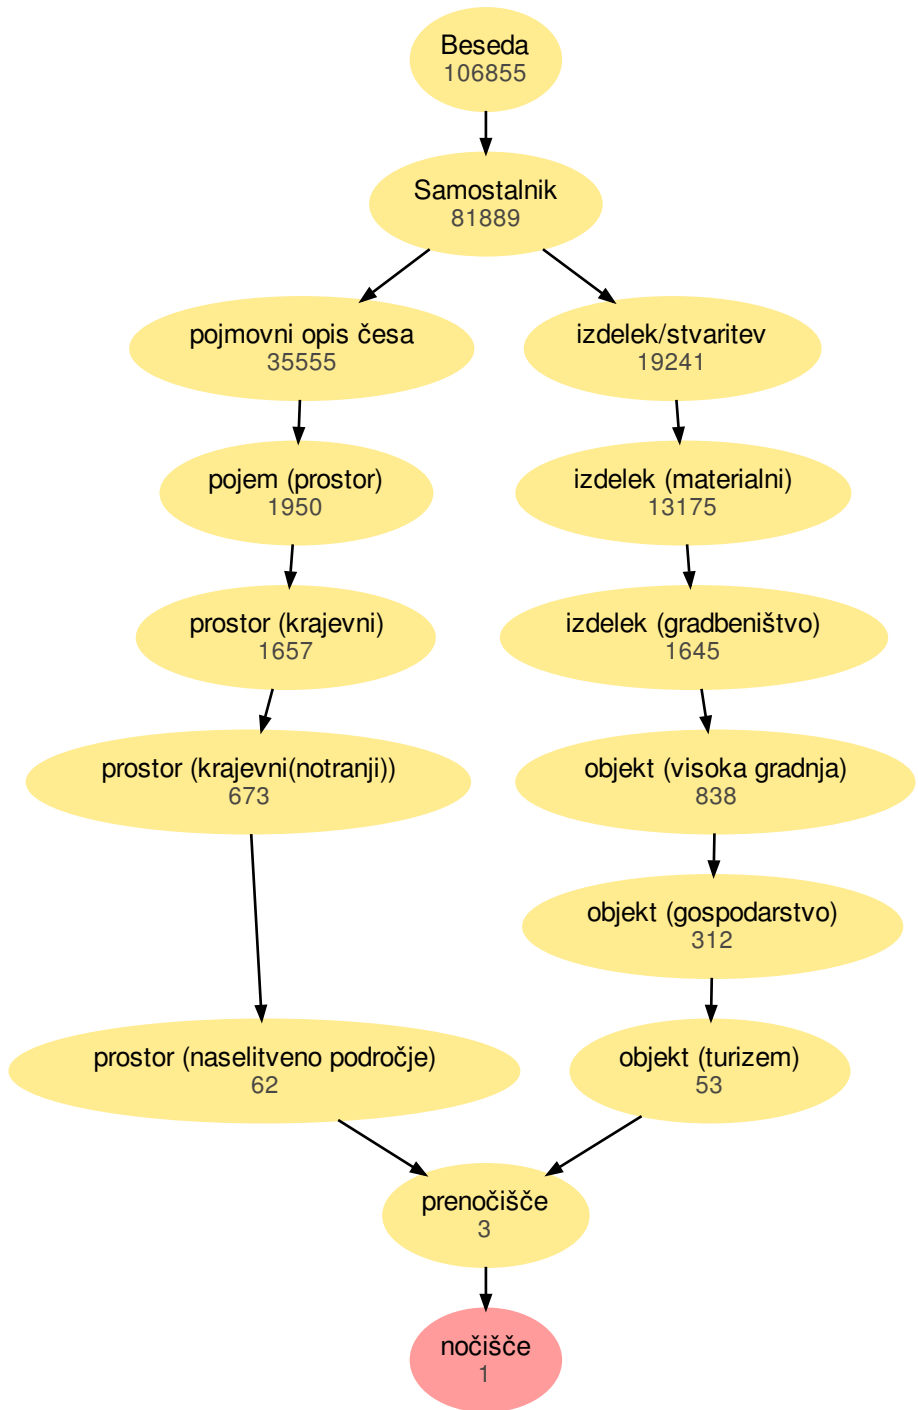 Beseda
106855
Samostalnik
81889
pojmovni opis česa
35555
izdelek/stvaritev
19241
pojem (prostor)
1950
izdelek (materialni)
13175
prostor (krajevni)
1657
izdelek (gradbeništvo)
1645
prostor (krajevni(notranji))
673
objekt (visoka gradnja)
838
objekt (gospodarstvo)
312
prostor (naselitveno področje)
62
objekt (turizem)
53
prenočišče
3
nočišče
1